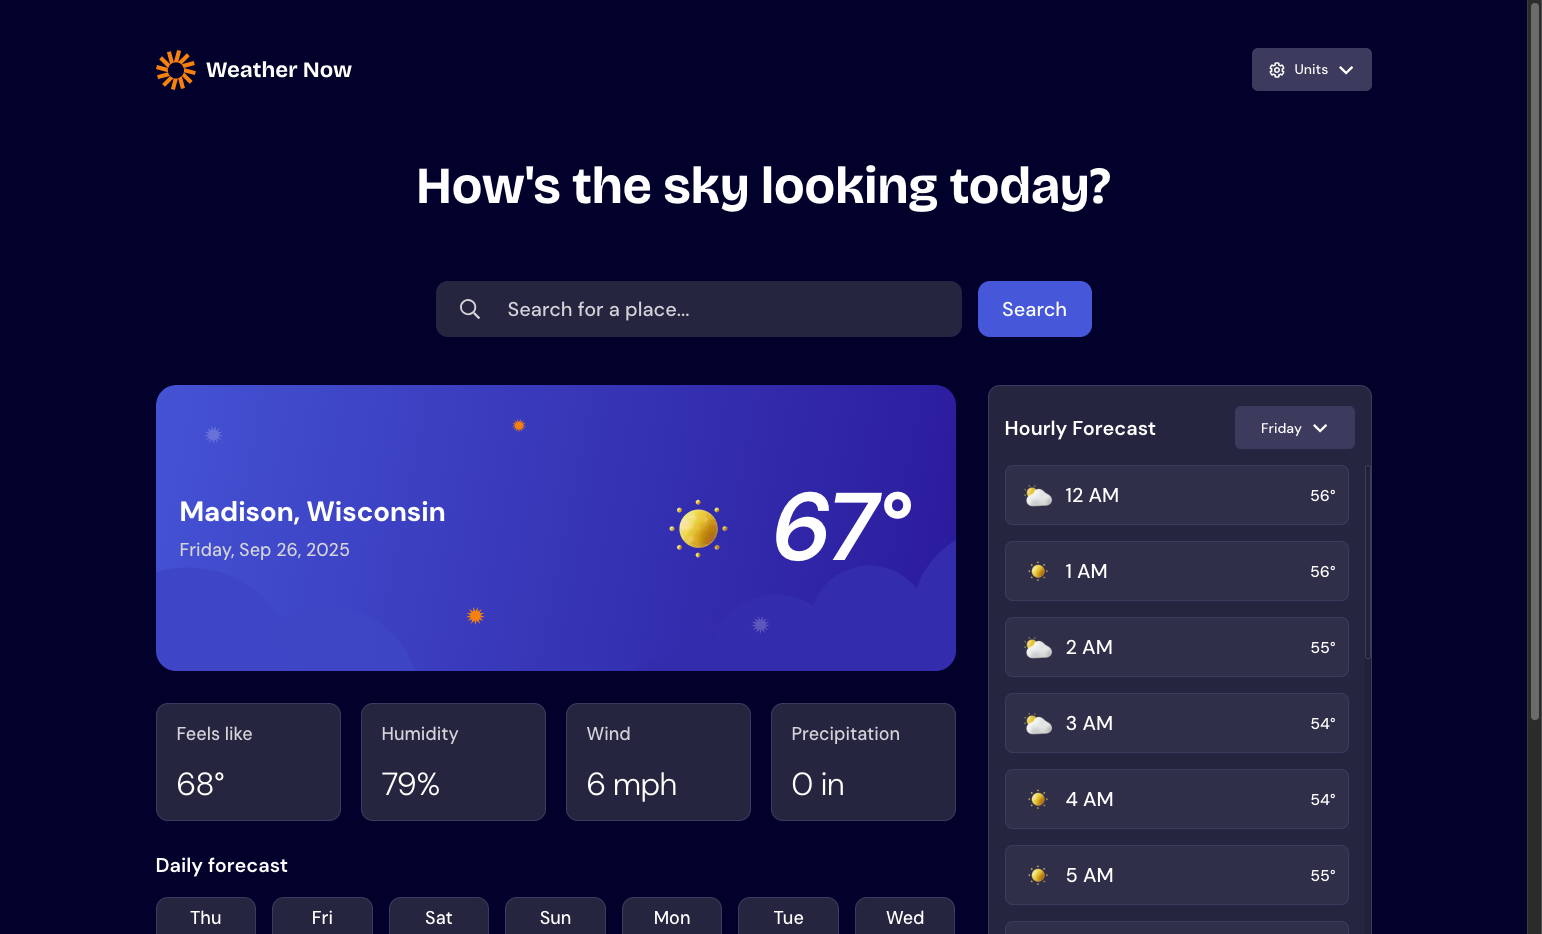 Weather Now
Units
How's the sky looking today?
Search for a place...
Search
Madison, Wisconsin
Friday, Sep 26, 2025
67°
Feels like
68°
Humidity
79%
Wind
6 mph
Precipitation
0 in
Daily forecast
Thu
Fri
Sat
Sun
Mon
Tue
Wed
Hourly Forecast
Friday
12 AM 56°
1 AM 56°
2 AM 55°
3 AM 54°
4 AM 54°
5 AM 55°